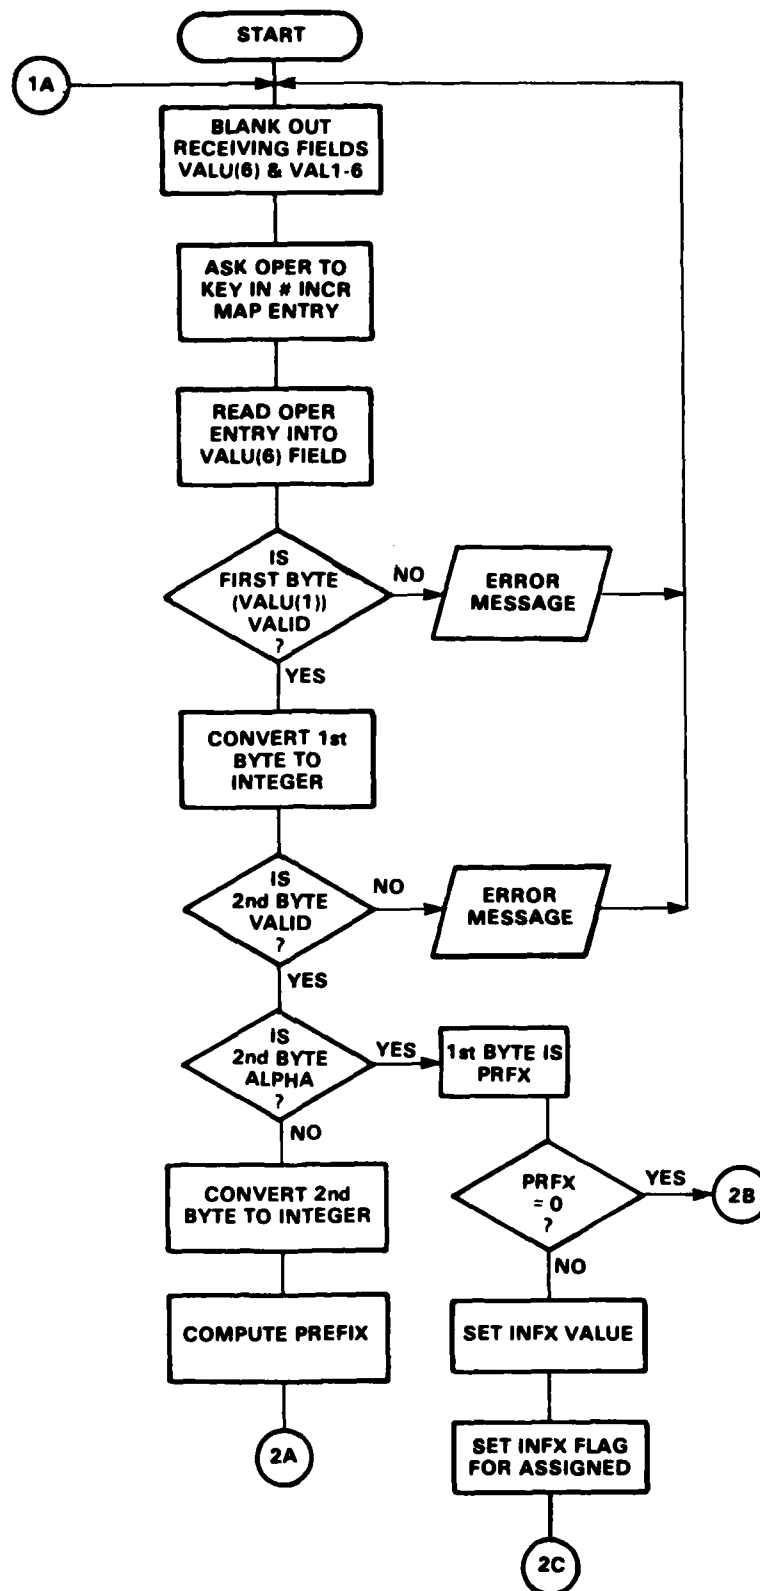 START
1A
BLANK OUT
RECEIVING FIELDS
VALU(6) & VAL1-6
ASK OPER TO
KEY IN # INCR
MAP ENTRY
READ OPER
ENTRY INTO
VALU(6) FIELD
IS
FIRST BYTE
(VALU(1))
VALID
?
NO
ERROR
MESSAGE
YES
CONVERT 1st
BYTE TO
INTEGER
IS
2nd BYTE
VALID
?
NO
ERROR
MESSAGE
YES
IS
2nd BYTE
ALPHA
?
YES
1st BYTE IS
PRFX
NO
CONVERT 2nd
BYTE TO INTEGER
PRFX
= 0
?
YES
2B
NO
COMPUTE PREFIX
SET INFX VALUE
2A
SET INFX FLAG
FOR ASSIGNED
2C